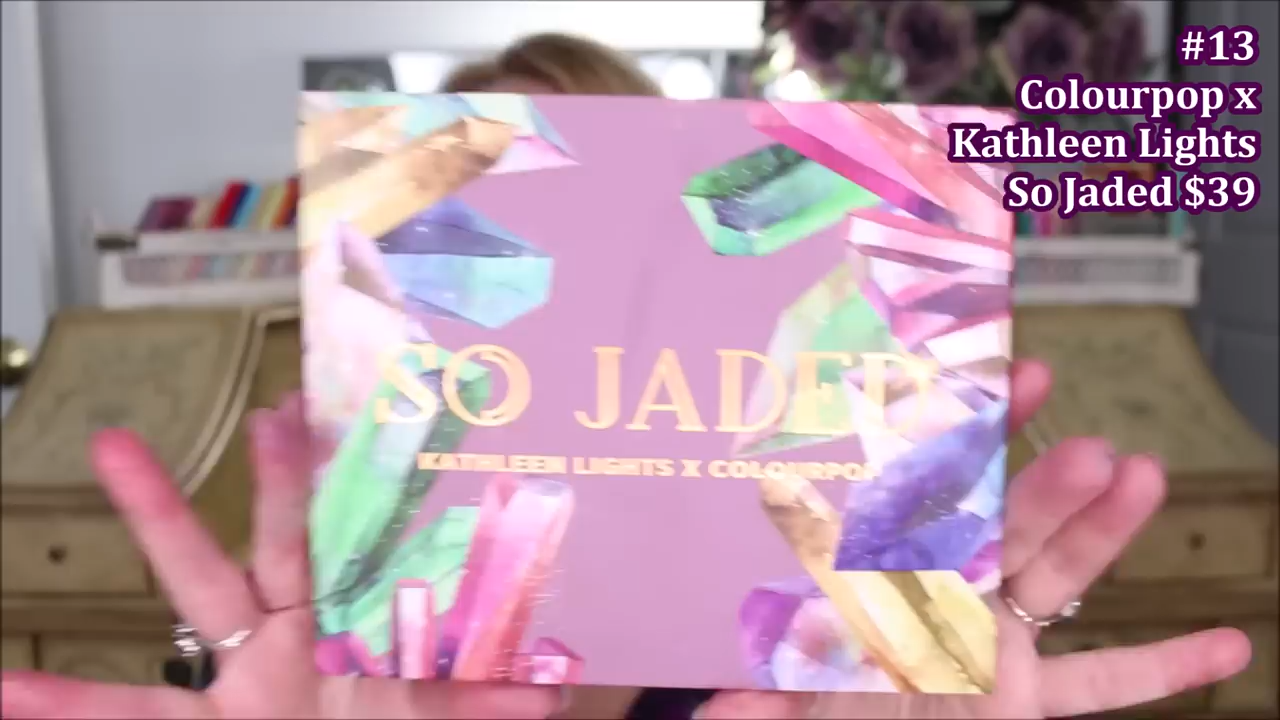 #13
Colourpop x
Kathleen Lights
So Jaded $39
SO JADED
KATHLEEN LIGHTS X COLOURPOP